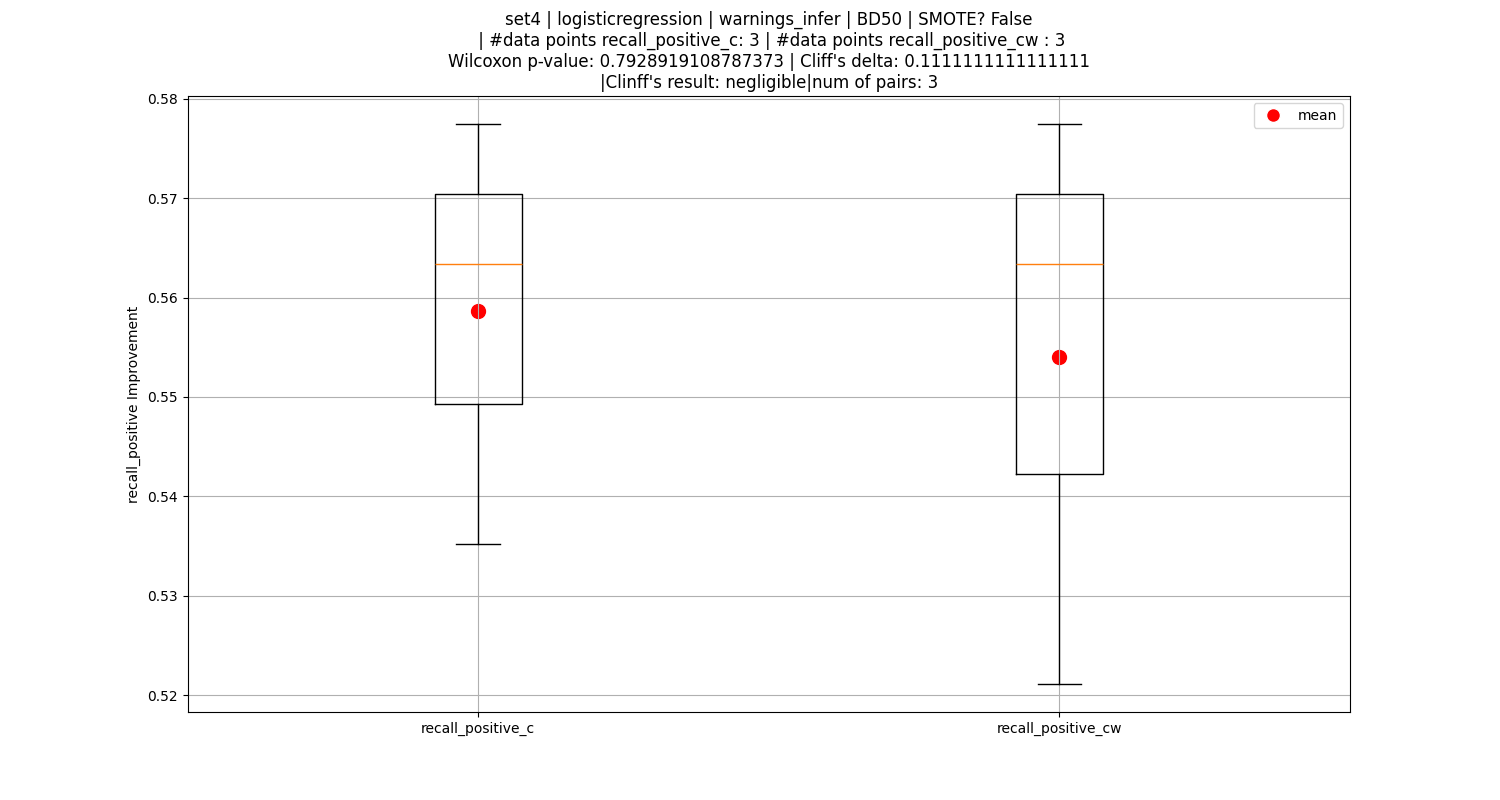 set4 | logisticregression | warnings_infer | BD50 | SMOTE? False
| #data points recall_positive_c: 3 | #data points recall_positive_cw : 3
Wilcoxon p-value: 0.7928919108787373 | Cliff's delta: 0.1111111111111111
|Clinff's result: negligible|num of pairs: 3
mean
recall_positive Improvement
0.58
0.57
0.56
0.55
0.54
0.53
0.52
recall_positive_c
recall_positive_cw